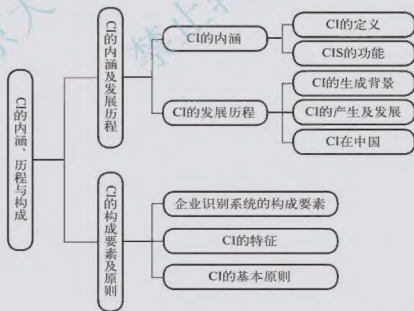 CI的内涵、历程与构成
CI的内涵及发展历程
CI的内涵
CI的定义
CIS的功能
CI的发展历程
CI的生成背景
CI的产生及发展
CI在中国
CI的构成要素及原则
企业识别系统的构成要素
CI的特征
CI的基本原则